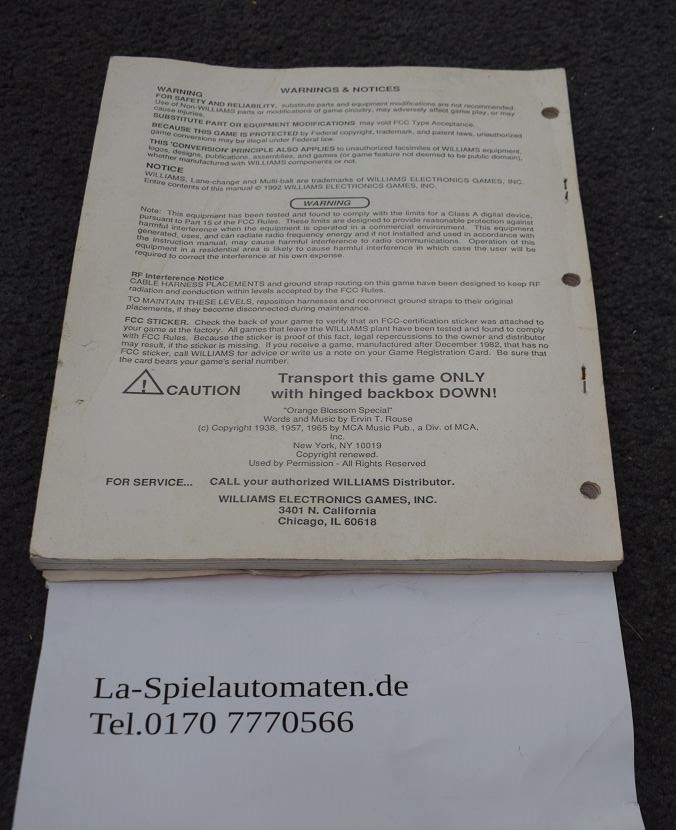 WARNINGS & NOTICES
WARNING
FOR SAFETY AND RELIABILITY, substitute parts and equipment modifications are not recommended.
Use of Non-WILLIAMS parts or modifications of game circuitry, may adversely affect game play, or may
cause injuries.
SUBSTITUTE PART OR EQUIPMENT MODIFICATIONS may void FCC Type Acceptance.
BECAUSE THIS GAME IS PROTECTED by Federal copyright, trademark, and patent laws, unauthorized
game conversions may be illegal under Federal law.
THIS 'CONVERSION' PRINCIPLE ALSO APPLIES to unauthorized facsimiles of WILLIAMS equipment,
logos, designs, publications, assemblies, and games (or game feature not deemed to be public domain),
whether manufactured with WILLIAMS components or not.
NOTICE
WILLIAMS, Lane-change and Multi-ball are trademarks of WILLIAMS ELECTRONICS GAMES, INC.
Entire contents of this manual © 1992 WILLIAMS ELECTRONICS GAMES, INC.
WARNING
Note: This equipment has been tested and found to comply with the limits for a Class A digital device,
pursuant to Part 15 of the FCC Rules. These limits are designed to provide reasonable protection against
harmful interference when the equipment is operated in a commercial environment. This equipment
generated, uses, and can radiate radio frequency energy and if not installed and used in accordance with
the instruction manual, may cause harmful interference to radio communications. Operation of this
equipment in a residential area is likely to cause harmful interference in which case the user will be
required to correct the interference at his own expense.
RF Interference Notice
CABLE HARNESS PLACEMENTS and ground strap routing on this game have been designed to keep RF
radiation and conduction within levels accepted by the FCC Rules.
TO MAINTAIN THESE LEVELS, reposition harnesses and reconnect ground straps to their original
placements, if they become disconnected during maintenance.
FCC STICKER. Check the back of your game to verify that an FCC-certification sticker was attached to
your game at the factory. All games that leave the WILLIAMS plant have been tested and found to comply
with FCC Rules. Because the sticker is proof of this fact, legal repercussions to the owner and distributor
may result, if the sticker is missing. If you receive a game, manufactured after December 1982, that has no
FCC sticker, call WILLIAMS for advice or write us a note on your Game Registration Card. Be sure that
the card bears your game's serial number.
CAUTION Transport this game ONLY
with hinged backbox DOWN!
"Orange Blossom Special"
Words and Music by Ervin T. Rouse
(c) Copyright 1938, 1957, 1965 by MCA Music Pub., a Div. of MCA,
Inc.
New York, NY 10019
Copyright renewed.
Used by Permission - All Rights Reserved
FOR SERVICE... CALL your authorized WILLIAMS Distributor.
WILLIAMS ELECTRONICS GAMES, INC.
3401 N. California
Chicago, IL 60618
La-Spielautomaten.de
Tel.0170 7770566